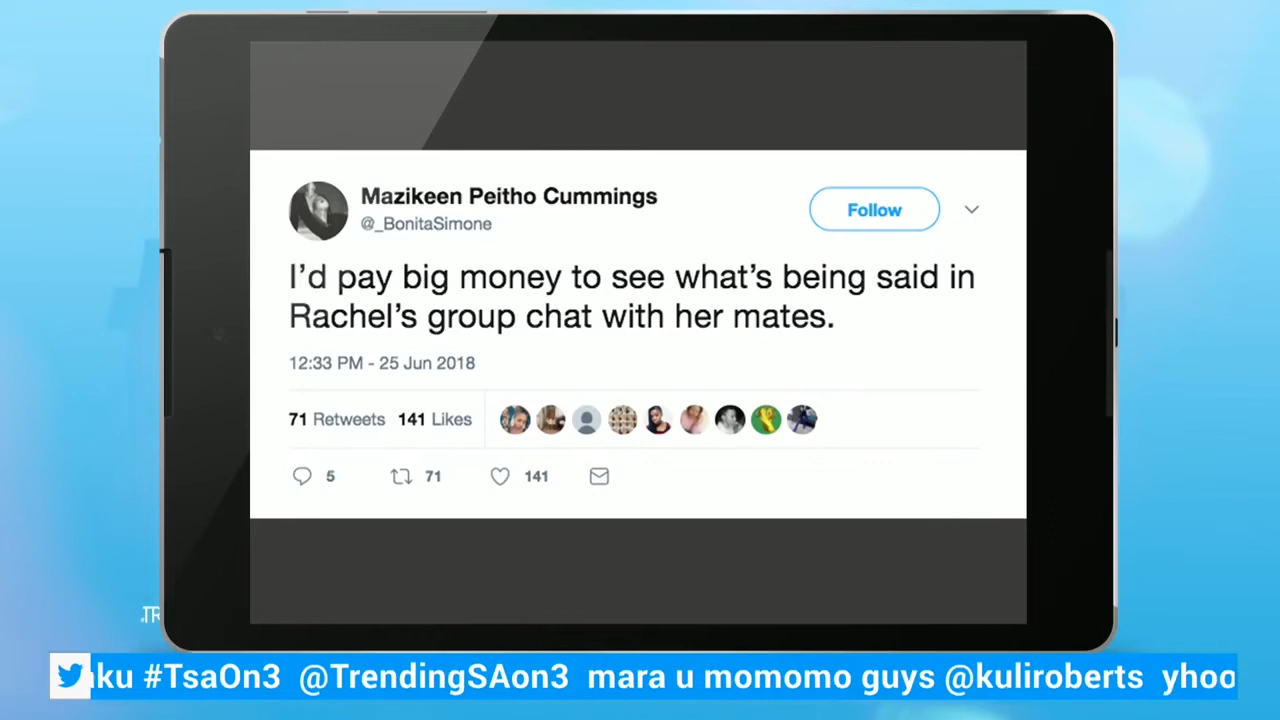 Mazikeen Peitho Cummings
@_BonitaSimone
Follow
I'd pay big money to see what's being said in
Rachel's group chat with her mates.
12:33 PM - 25 Jun 2018
71 Retweets 141 Likes
5 71 141
#TsaOn3 @TrendingSAon3 mara u momomo guys @kuliroberts yhoo